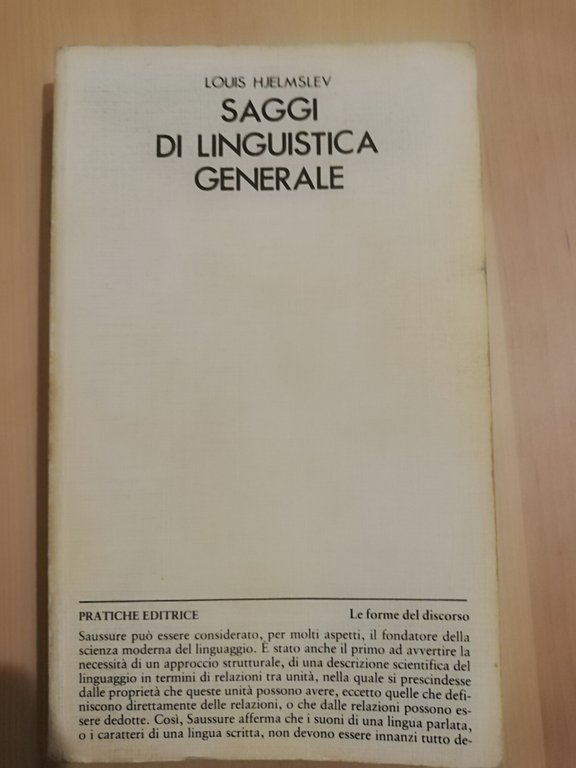 LOUIS HJELMSLEV
SAGGI
DI LINGUISTICA
GENERALE
PRATICHE EDITRICE Le forme del discorso
Saussure può essere considerato, per molti aspetti, il fondatore della
scienza moderna del linguaggio. È stato anche il primo ad avvertire la
necessità di un approccio strutturale, di una descrizione scientifica del
linguaggio in termini di relazioni tra unità, nella quale si prescindesse
dalle proprietà che queste unità possono avere, eccetto quelle che defi-
niscono direttamente delle relazioni, o che dalle relazioni possono es-
sere dedotte. Così, Saussure afferma che i suoni di una lingua parlata,
o i caratteri di una lingua scritta, non devono essere innanzi tutto de-